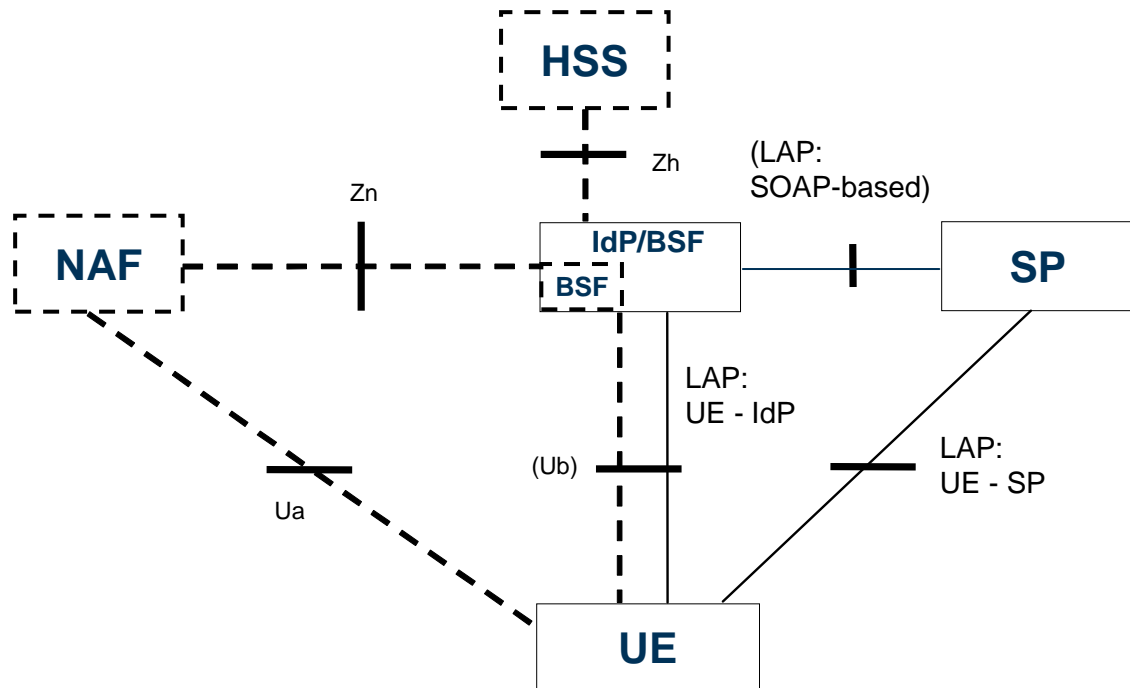 HSS
Zh
(LAP:
SOAP-based)
Zn
NAF
IdP/BSF
BSF
SP
LAP:
UE - IdP
(Ub)
LAP:
UE - SP
Ua
UE